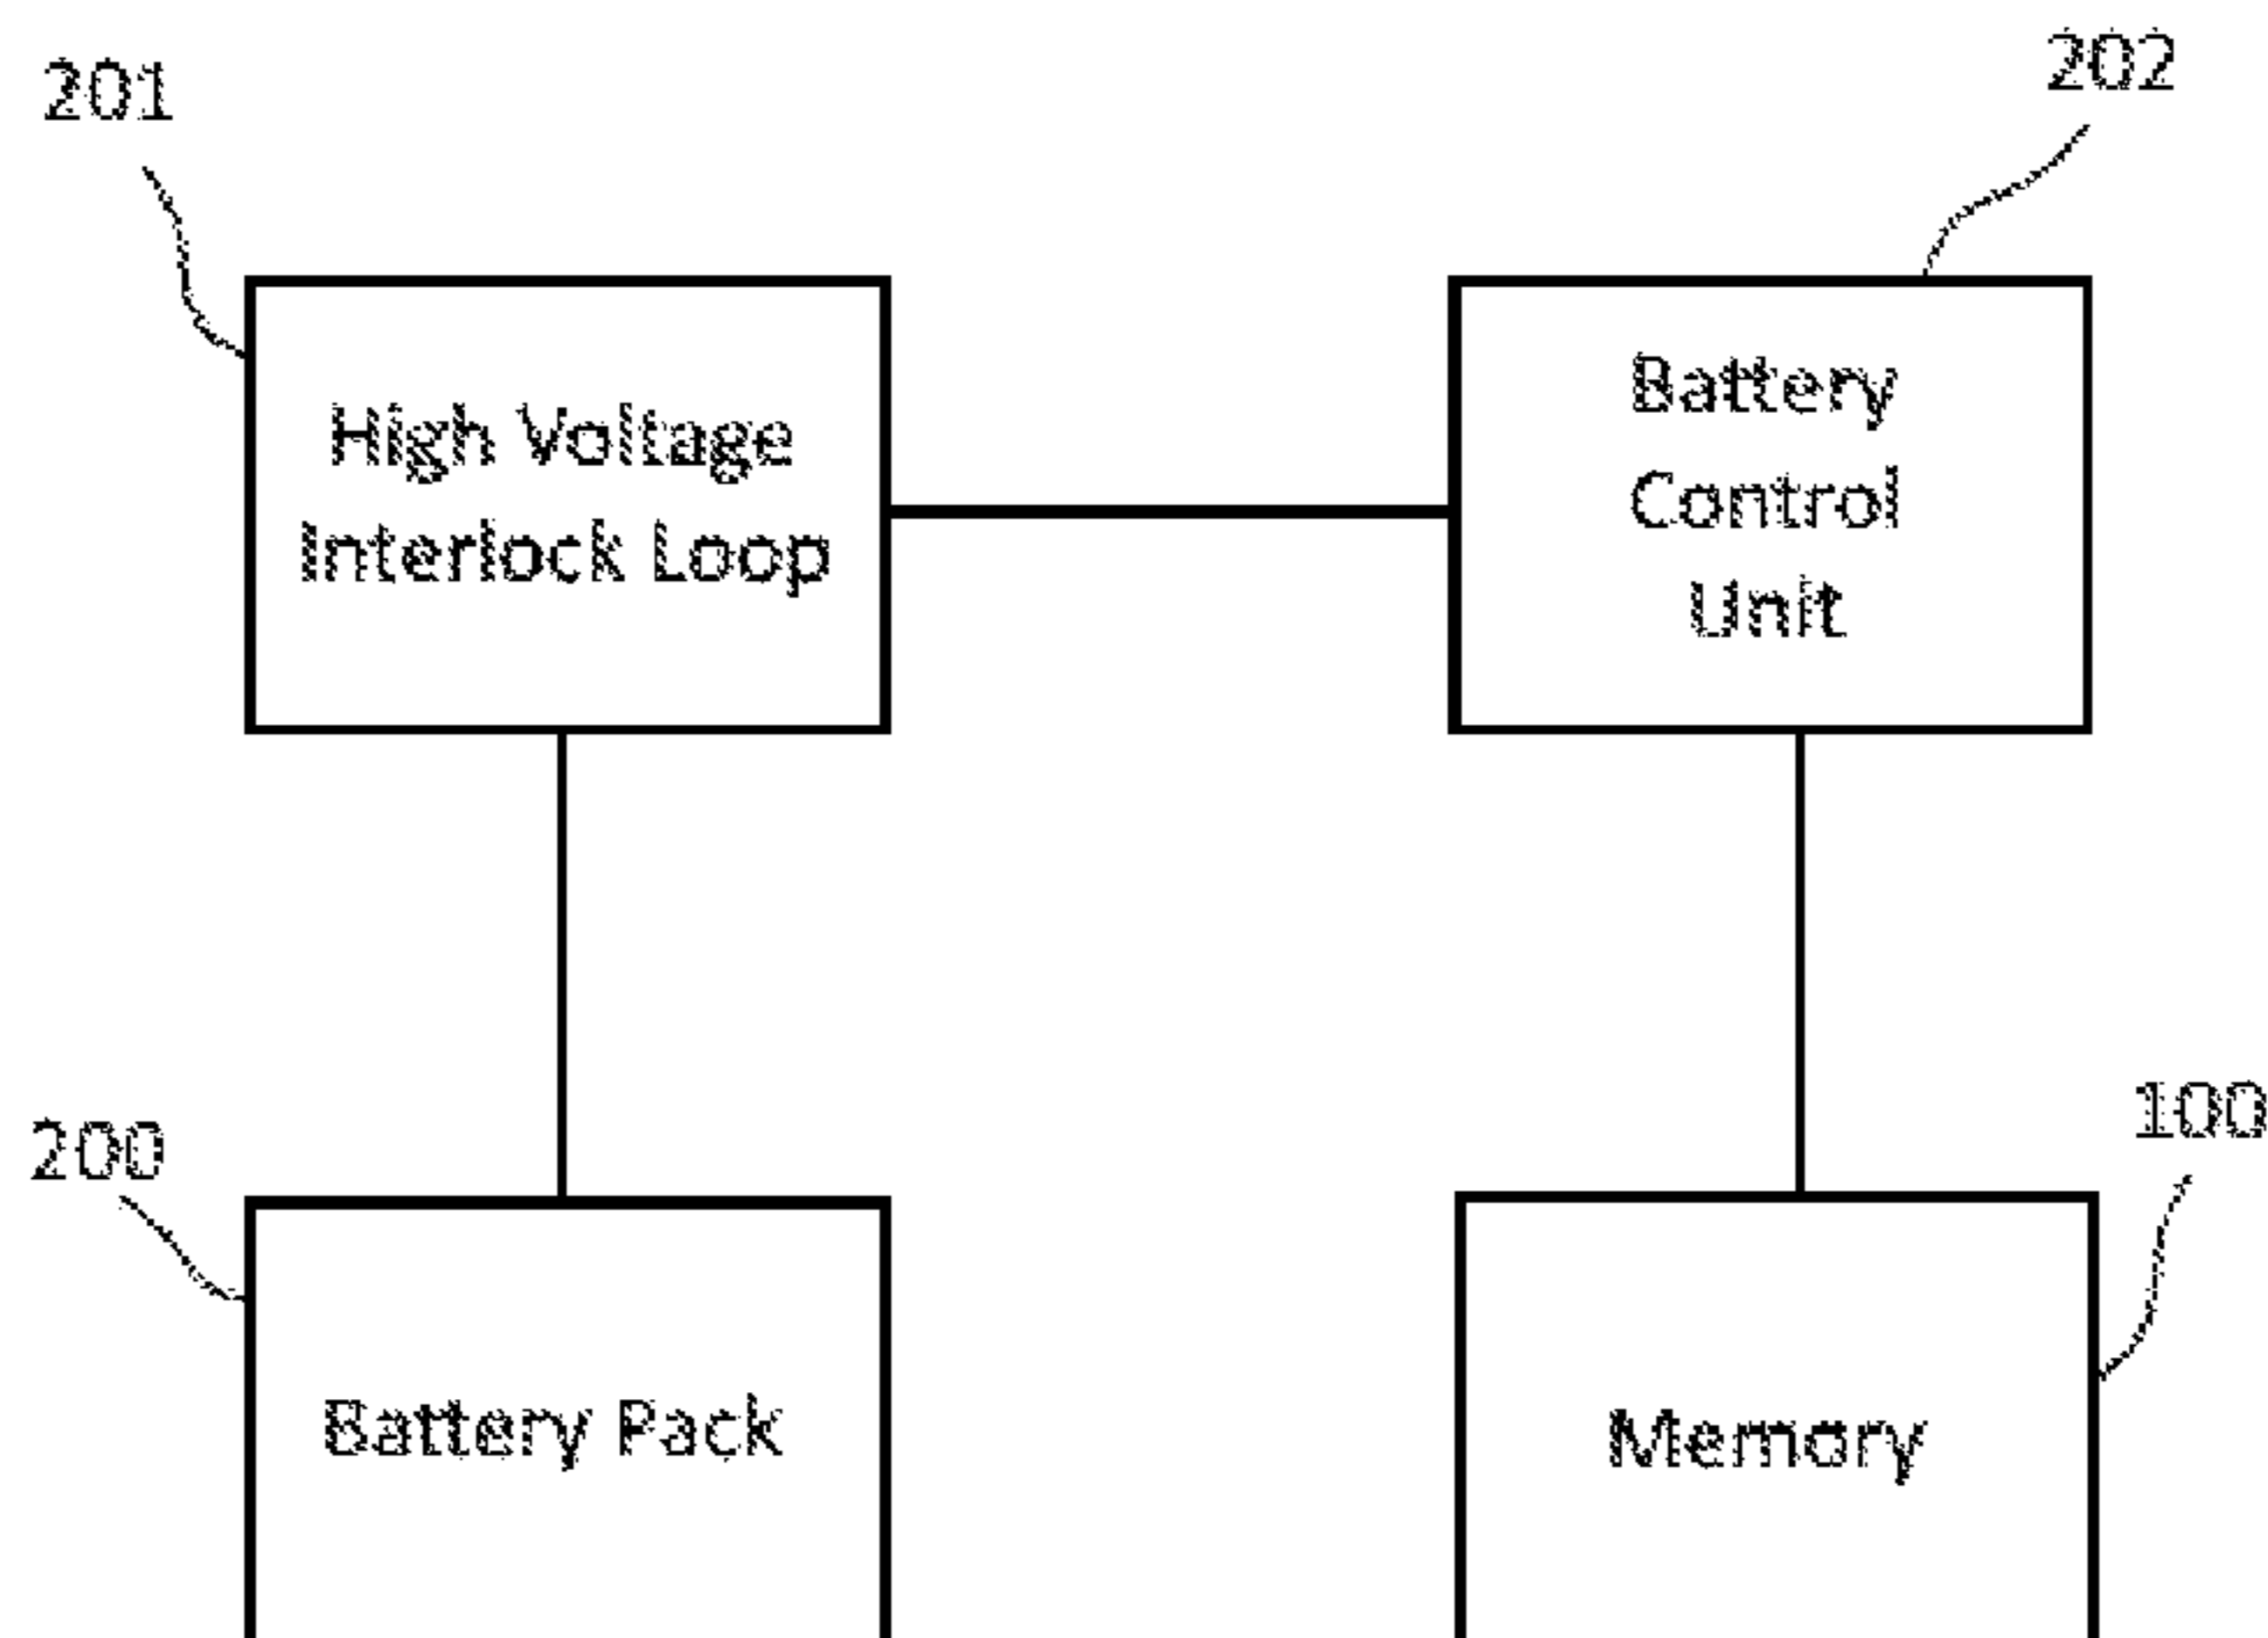 201
202
High Voltage
Interlock Loop
Battery
Control
Unit
200
100
Battery Pack
Memory